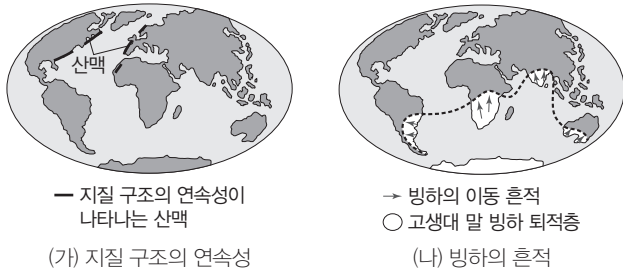 산맥
━ 지질 구조의 연속성이
나타나는 산맥
(가) 지질 구조의 연속성
→ 빙하의 이동 흔적
○ 고생대 말 빙하 퇴적층
(나) 빙하의 흔적